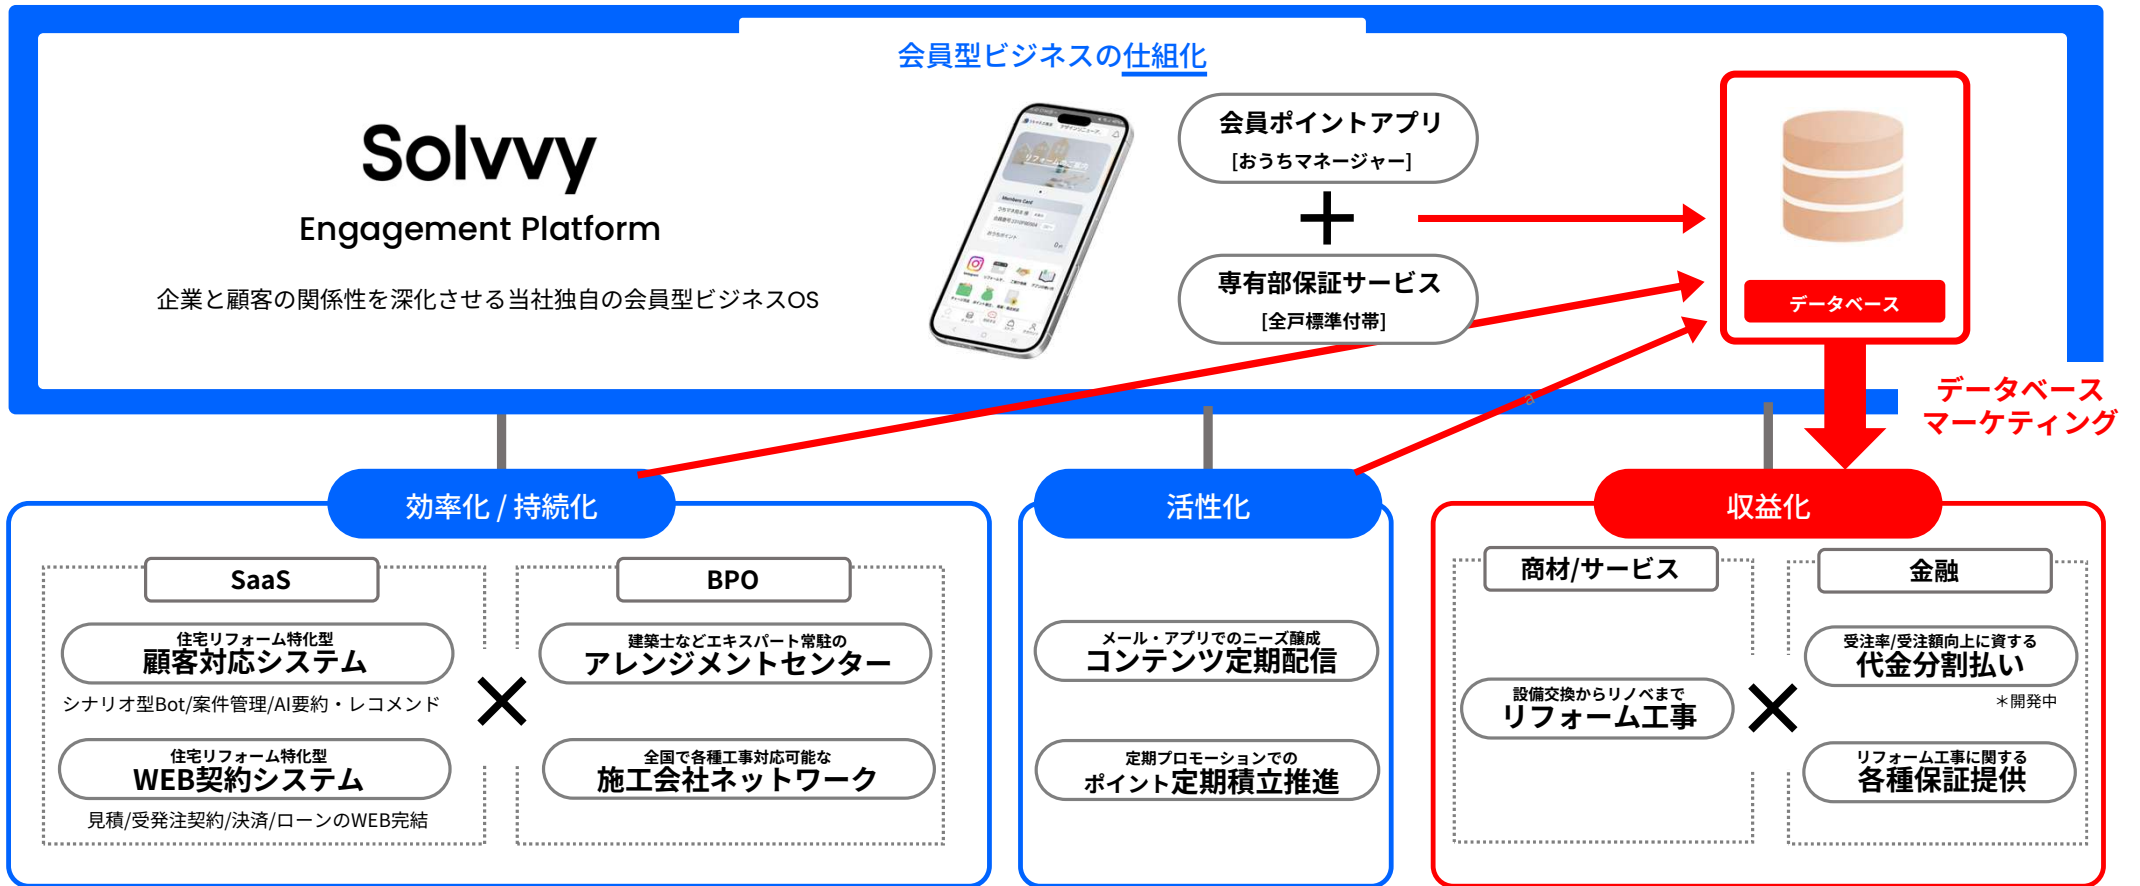 会員型ビジネスの仕組化
Solvvy
Engagement Platform
企業と顧客の関係性を深化させる当社独自の会員型ビジネスOS
リフォームのご案内
Members Card
会員ポイントアプリ
[おうちマネージャー]
専有部保証サービス
[全戸標準付帯]
データベース
データベース
マーケティング
a
効率化 / 持続化
SaaS
住宅リフォーム特化型
顧客対応システム
シナリオ型Bot/案件管理/AI要約・レコメンド
住宅リフォーム特化型
WEB契約システム
見積/受発注契約/決済/ローンのWEB完結
BPO
建築士などエキスパート常駐の
アレンジメントセンター
全国で各種工事対応可能な
施工会社ネットワーク
活性化
メール・アプリでのニーズ醸成
コンテンツ定期配信
定期プロモーションでの
ポイント定期積立推進
収益化
商材/サービス
設備交換からリノベまで
リフォーム工事
金融
受注率/受注額向上に資する
代金分割払い
＊開発中
リフォーム工事に関する
各種保証提供